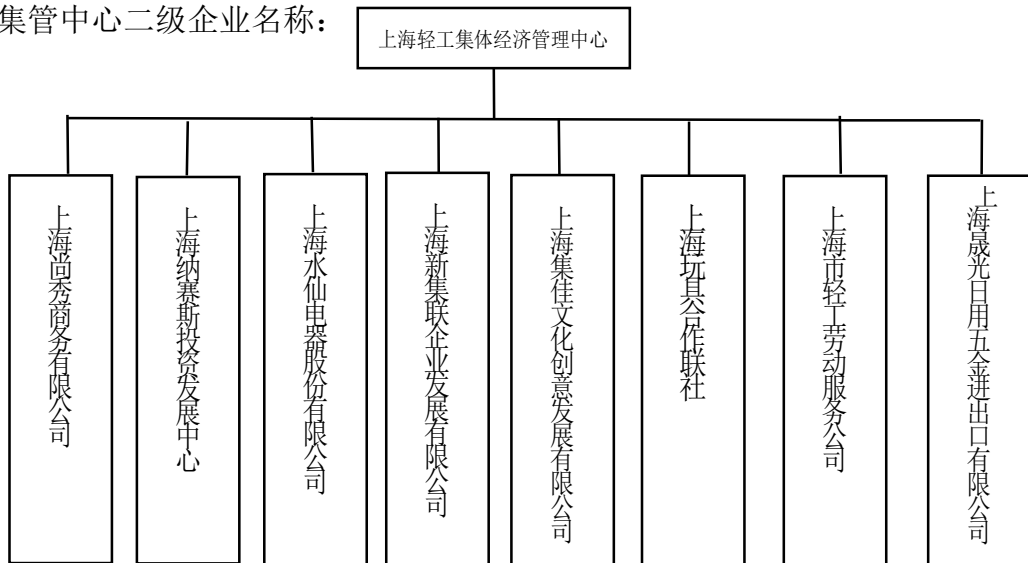 集管中心二级企业名称：
上海轻工集体经济管理中心
上海尚秀商务有限公司
上海纳赛斯投资发展中心
上海水仙电器股份有限公司
上海新集联企业发展有限公司
上海集佳文化创意发展有限公司
上海玩具合作联社
上海市轻工劳动服务公司
上海晟光日用五金进出口有限公司